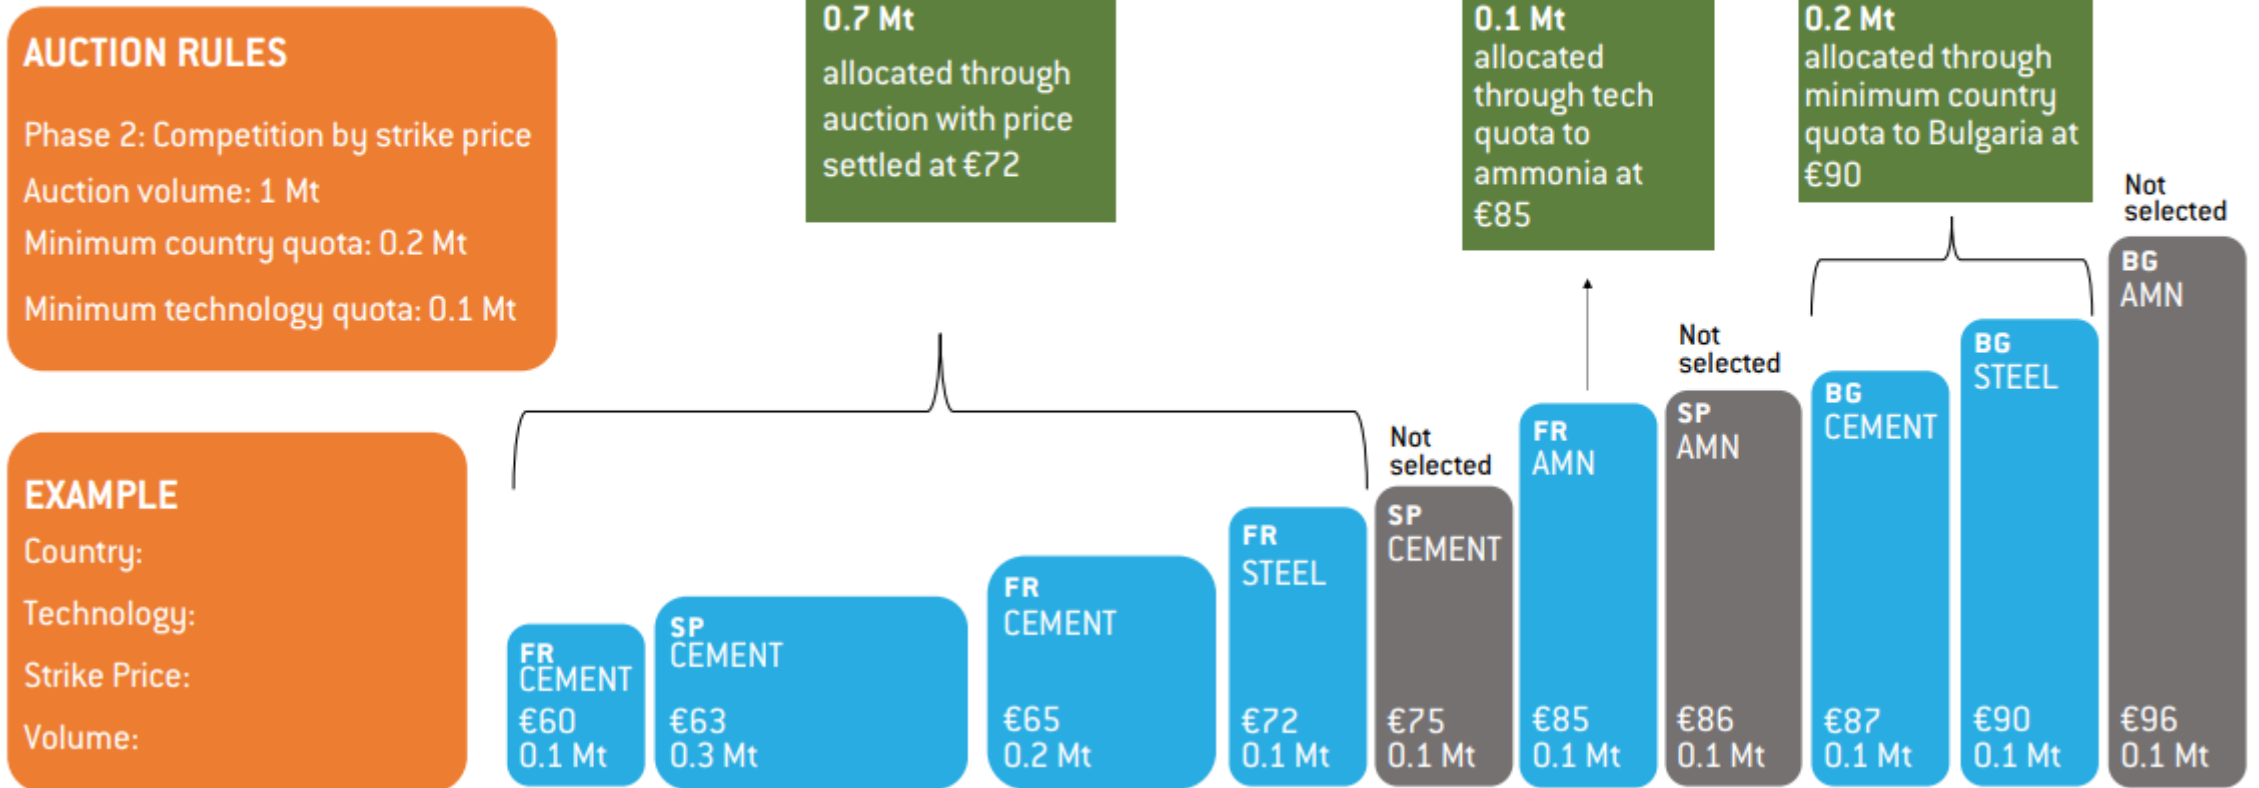 AUCTION RULES
Phase 2: Competition by strike price
Auction volume: 1 Mt
Minimum country quota: 0.2 Mt
Minimum technology quota: 0.1 Mt
EXAMPLE
Country:
Technology:
Strike Price:
Volume:
0.7 Mt
allocated through
auction with price
settled at €72
0.1 Mt
allocated
through tech
quota to
ammonia at
€85
0.2 Mt
allocated through
minimum country
quota to Bulgaria at
€90
FR
CEMENT
€60
0.1 Mt
SP
CEMENT
€63
0.3 Mt
FR
CEMENT
€65
0.2 Mt
FR
STEEL
€72
0.1 Mt
Not
selected
SP
CEMENT
€75
0.1 Mt
FR
AMN
€85
0.1 Mt
Not
selected
SP
AMN
€86
0.1 Mt
BG
CEMENT
€87
0.1 Mt
BG
STEEL
€90
0.1 Mt
Not
selected
BG
AMN
€96
0.1 Mt